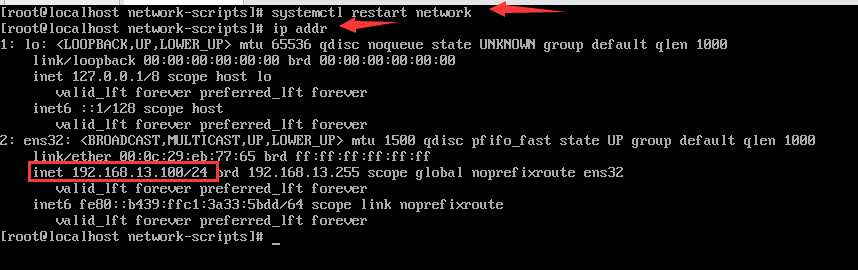 [root@localhost network-scripts]# systemctl restart network
[root@localhost network-scripts]# ip addr
1: lo: <LOOPBACK,UP,LOWER_UP> mtu 65536 qdisc noqueue state UNKNOWN group default qlen 1000
link/loopback 00:00:00:00:00:00 brd 00:00:00:00:00:00
inet 127.0.0.1/8 scope host lo
valid_lft forever preferred_lft forever
inet6 ::1/128 scope host
valid_lft forever preferred_lft forever
2: ens32: <BROADCAST,MULTICAST,UP,LOWER_UP> mtu 1500 qdisc pfifo_fast state UP group default qlen 1000
link/ether 00:0c:29:eb:77:65 brd ff:ff:ff:ff:ff:ff
inet 192.168.13.100/24 brd 192.168.13.255 scope global noprefixroute ens32
valid_lft forever preferred_lft forever
inet6 fe80::b439:ffc1:3a33:5bdd/64 scope link noprefixroute
valid_lft forever preferred_lft forever
[root@localhost network-scripts]# _